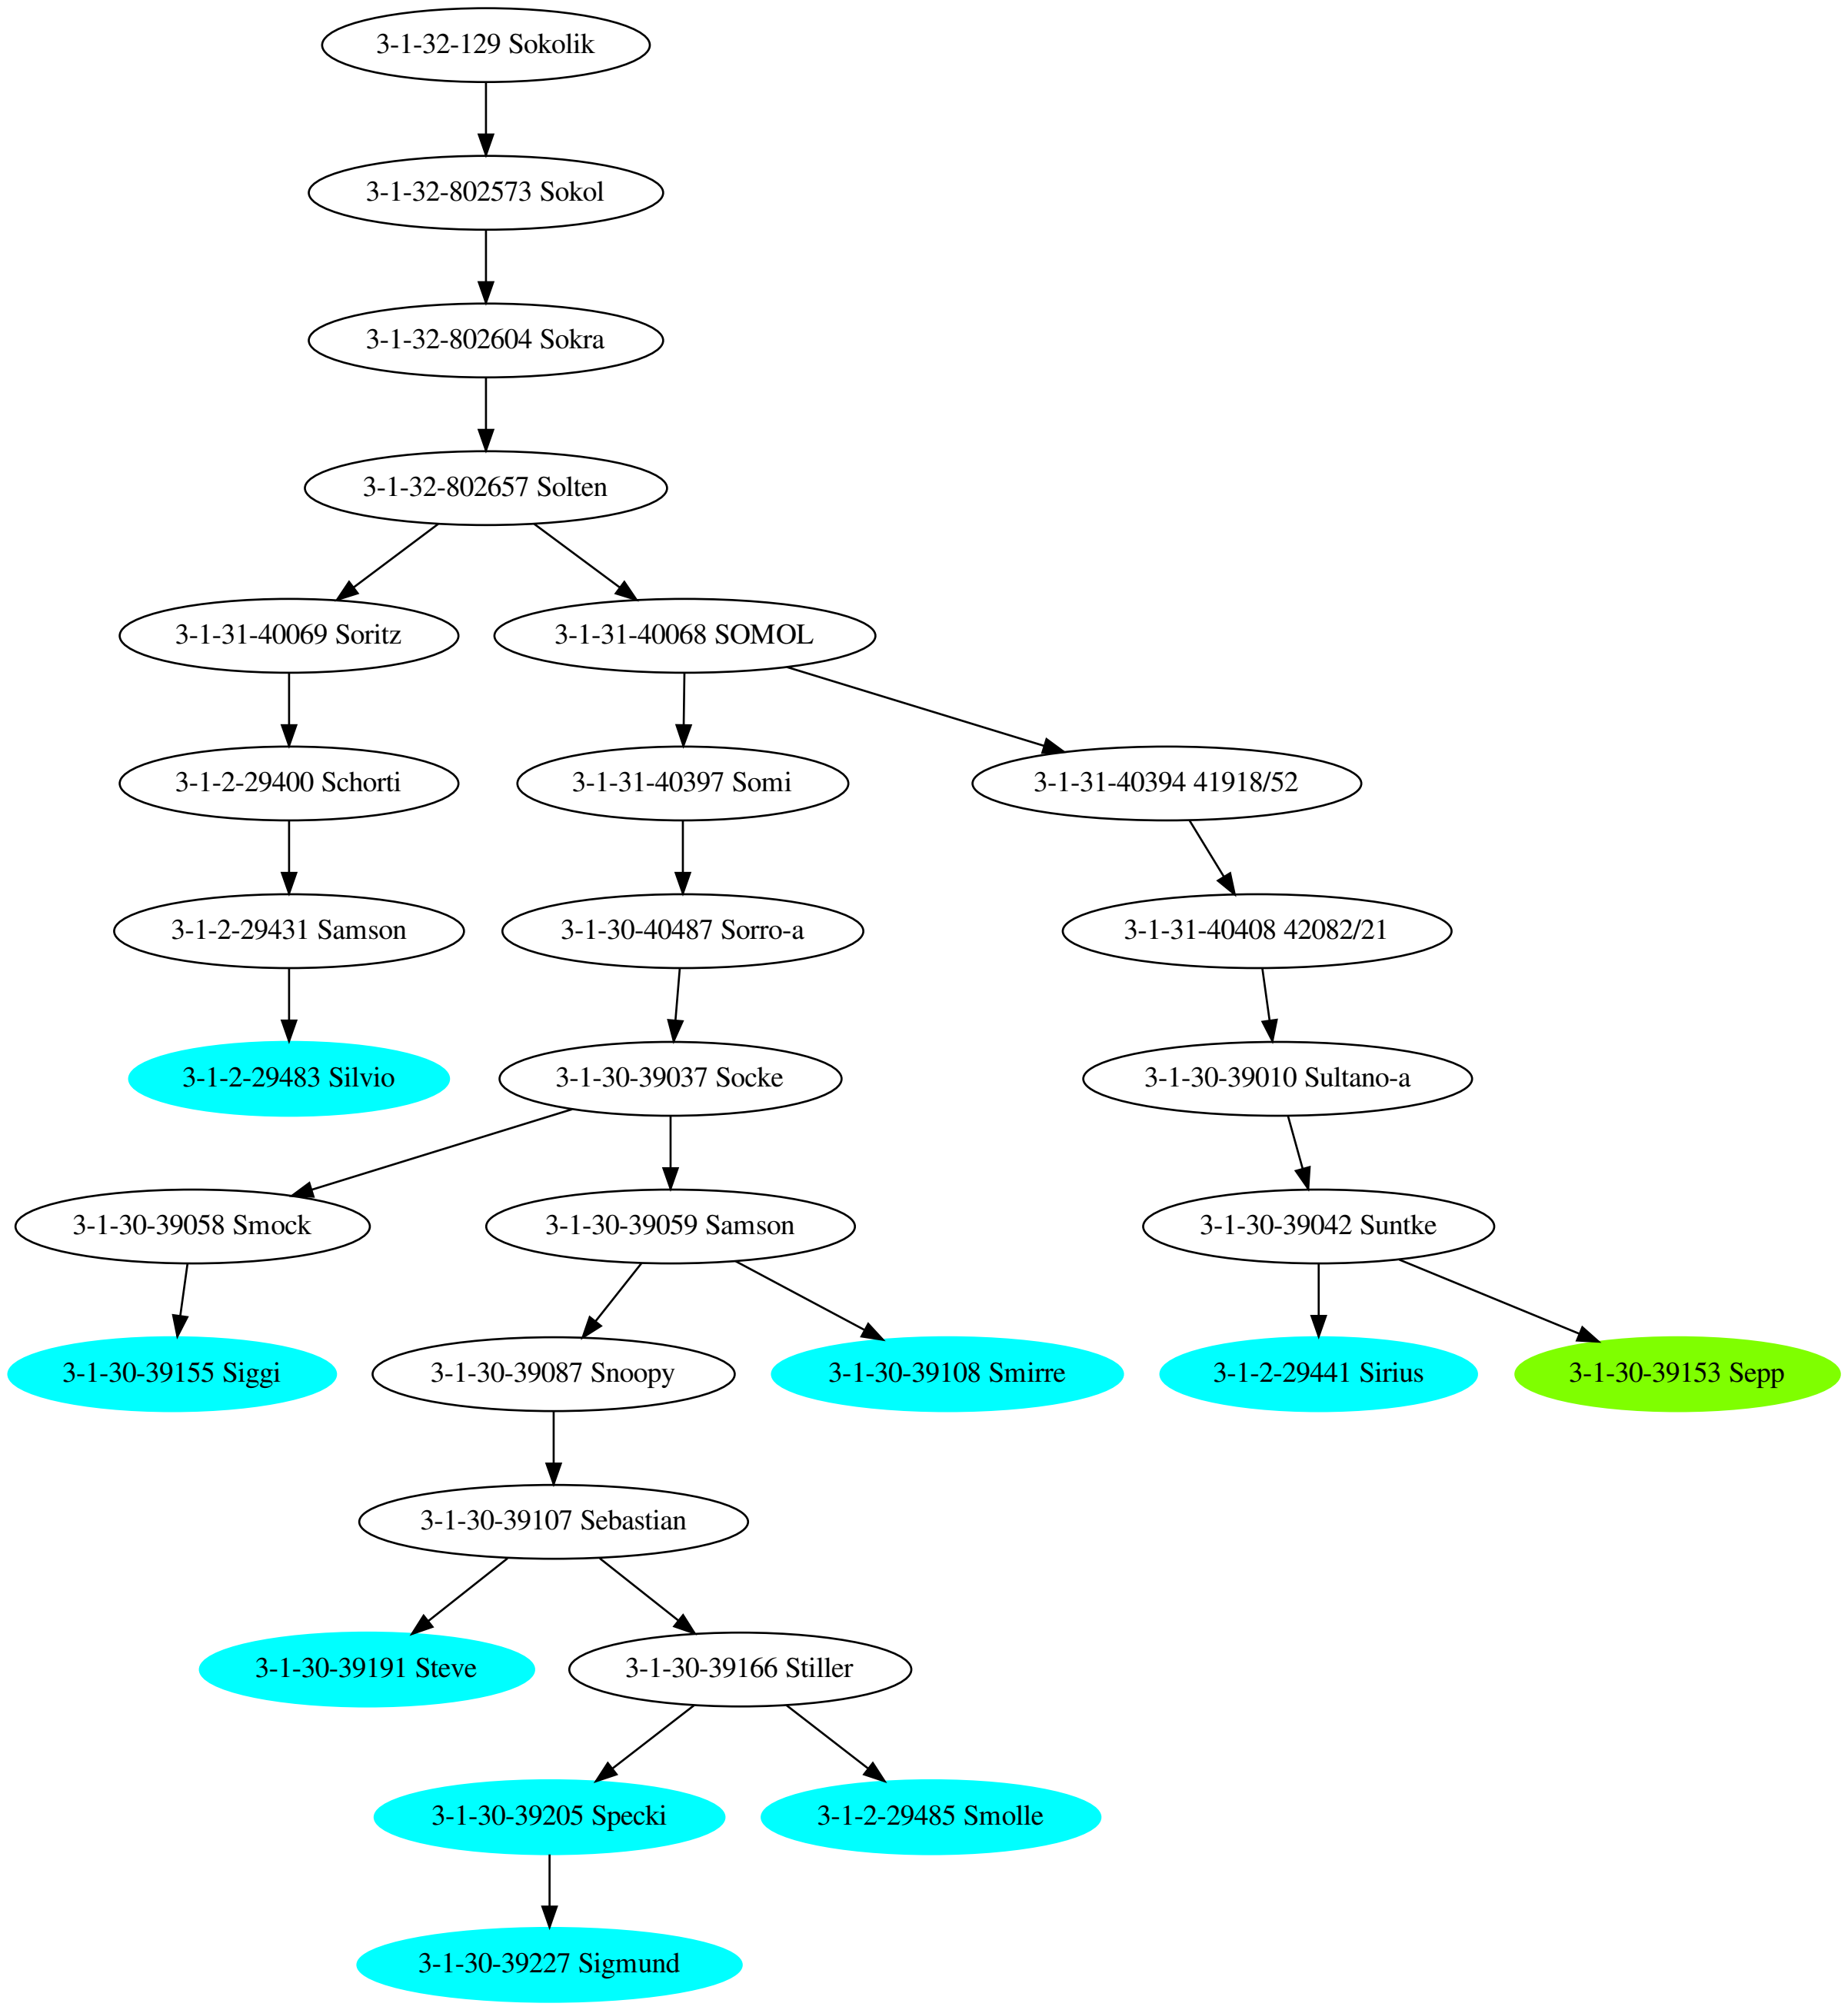 3-1-32-129 Sokolik
3-1-32-802573 Sokol
3-1-32-802604 Sokra
3-1-32-802657 Solten
3-1-31-40069 Soritz
3-1-31-40068 SOMOL
3-1-2-29400 Schorti
3-1-31-40397 Somi
3-1-31-40394 41918/52
3-1-2-29431 Samson
3-1-30-40487 Sorro-a
3-1-31-40408 42082/21
3-1-2-29483 Silvio
3-1-30-39037 Socke
3-1-30-39010 Sultano-a
3-1-30-39058 Smock
3-1-30-39059 Samson
3-1-30-39042 Suntke
3-1-30-39155 Siggi
3-1-30-39087 Snoopy
3-1-30-39108 Smirre
3-1-2-29441 Sirius
3-1-30-39153 Sepp
3-1-30-39107 Sebastian
3-1-30-39191 Steve
3-1-30-39166 Stiller
3-1-30-39205 Specki
3-1-2-29485 Smolle
3-1-30-39227 Sigmund